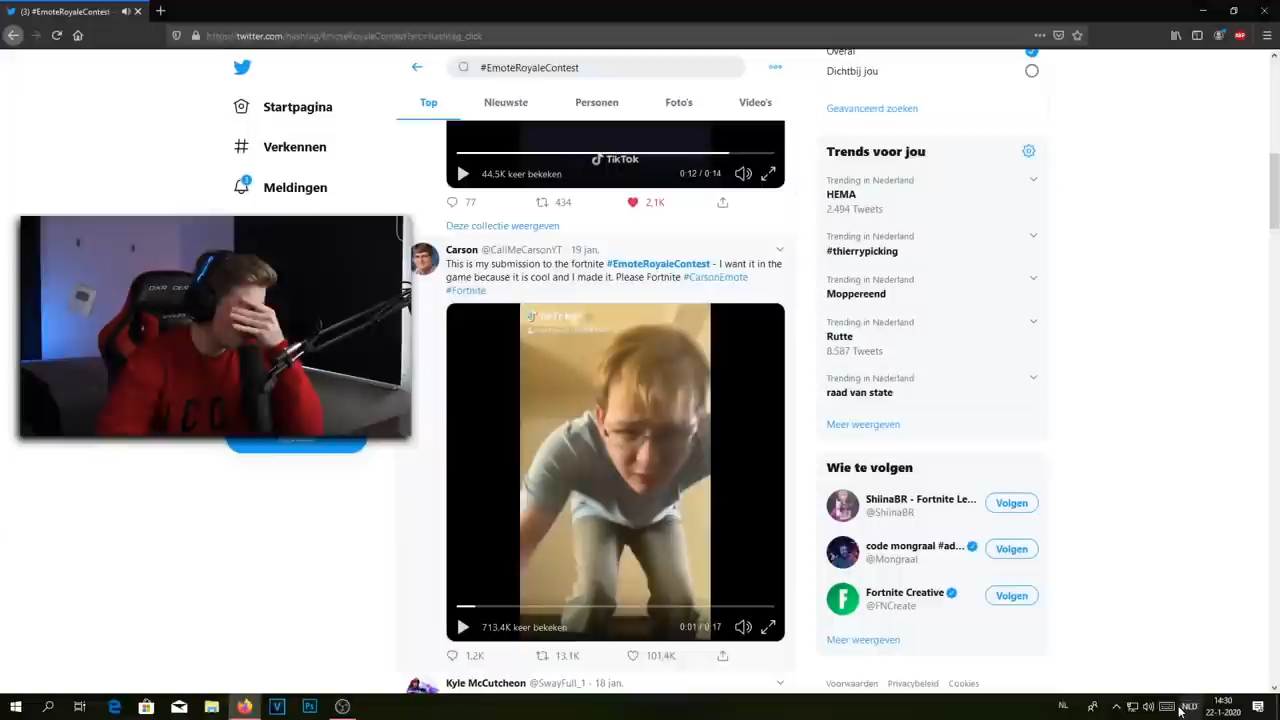 (3) #EmoteRoyaleContest
#EmoteRoyaleContest
Startpagina
Verkennen
Meldingen
1
Top
Nieuwste
Personen
Foto's
Video's
TikTok
44.5K keer bekeken
0:12 / 0:14
77
434
2,1K
Deze collectie weergeven
Carson @CallMeCarsonYT · 19 jan.
This is my submission to the fortnite #EmoteRoyaleContest - I want it in the
game because it is cool and I made it. Please Fortnite #CarsonEmote
#Fortnite
DXR CER
713.4K keer bekeken
0:01 / 0:17
1,2K
13.1K
101.4K
Kyle McCutcheon @SwayFull_1 · 18 jan.
Overal
Dichtbij jou
Geavanceerd zoeken
Trends voor jou
Trending in Nederland
HEMA
2.494 Tweets
Trending in Nederland
#thierrypicking
Trending in Nederland
Moppereend
Trending in Nederland
Rutte
8.587 Tweets
Trending in Nederland
raad van state
Meer weergeven
Wie te volgen
ShiinaBR - Fortnite Le...
@ShiinaBR
Volgen
code mongraal #ad...
@Mongraal
Volgen
Fortnite Creative
@FNCreate
Volgen
Meer weergeven
Voorwaarden Privacybeleid Cookies
NL
NLD
14:30
22-1-2020